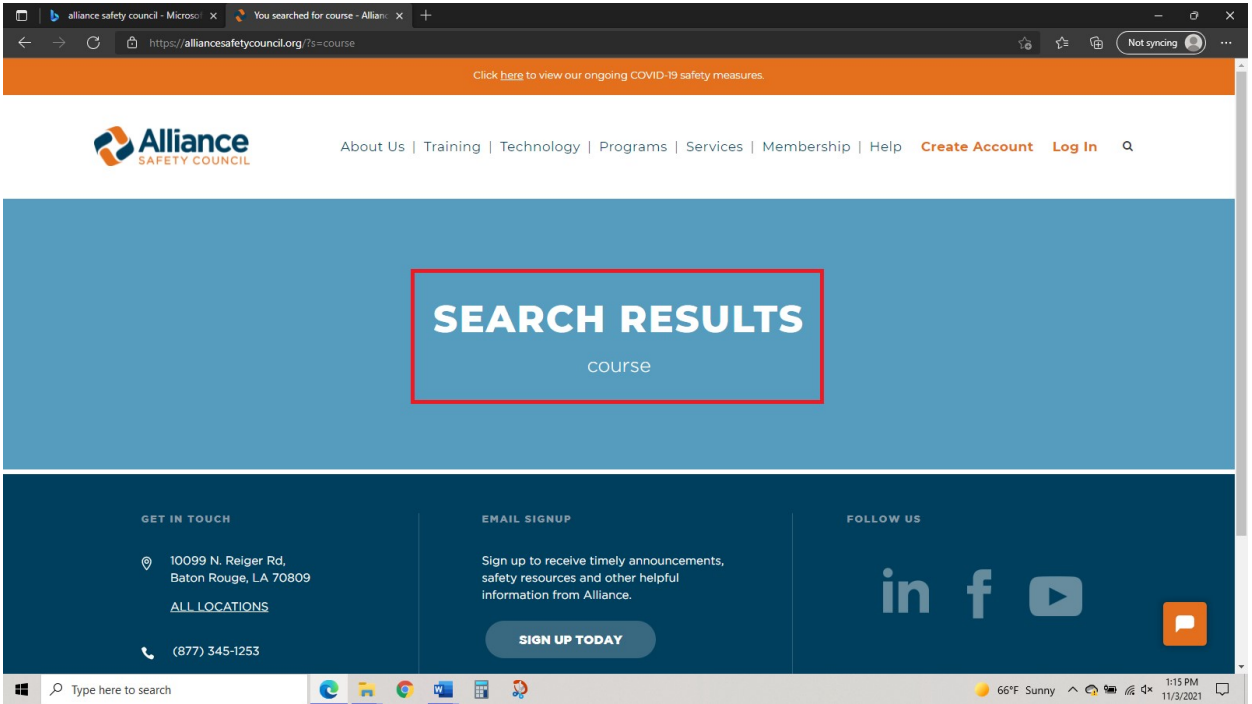 alliance safety council - Microsof
You searched for course - Allianc
https://alliancesafetycouncil.org/?s=course
Not syncing
Click here to view our ongoing COVID-19 safety measures.
Alliance
SAFETY COUNCIL
About Us | Training | Technology | Programs | Services | Membership | Help Create Account Log In
SEARCH RESULTS
course
GET IN TOUCH
10099 N. Reiger Rd,
Baton Rouge, LA 70809
ALL LOCATIONS
(877) 345-1253
EMAIL SIGNUP
Sign up to receive timely announcements,
safety resources and other helpful
information from Alliance.
SIGN UP TODAY
FOLLOW US
in f
Type here to search
66°F Sunny
1:15 PM
11/3/2021